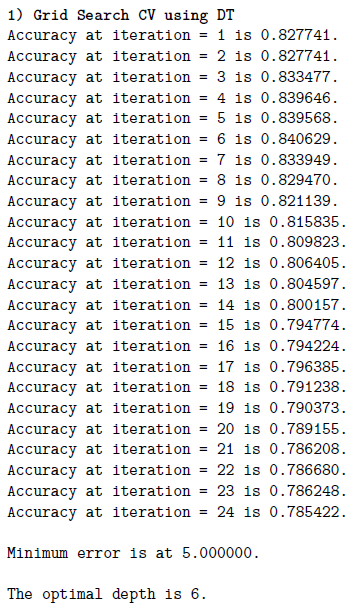 1) Grid Search CV using DT
Accuracy at iteration = 1 is 0.827741.
Accuracy at iteration = 2 is 0.827741.
Accuracy at iteration = 3 is 0.833477.
Accuracy at iteration = 4 is 0.839646.
Accuracy at iteration = 5 is 0.839568.
Accuracy at iteration = 6 is 0.840629.
Accuracy at iteration = 7 is 0.833949.
Accuracy at iteration = 8 is 0.829470.
Accuracy at iteration = 9 is 0.821139.
Accuracy at iteration = 10 is 0.815835.
Accuracy at iteration = 11 is 0.809823.
Accuracy at iteration = 12 is 0.806405.
Accuracy at iteration = 13 is 0.804597.
Accuracy at iteration = 14 is 0.800157.
Accuracy at iteration = 15 is 0.794774.
Accuracy at iteration = 16 is 0.794224.
Accuracy at iteration = 17 is 0.796385.
Accuracy at iteration = 18 is 0.791238.
Accuracy at iteration = 19 is 0.790373.
Accuracy at iteration = 20 is 0.789155.
Accuracy at iteration = 21 is 0.786208.
Accuracy at iteration = 22 is 0.786680.
Accuracy at iteration = 23 is 0.786248.
Accuracy at iteration = 24 is 0.785422.
Minimum error is at 5.000000.
The optimal depth is 6.